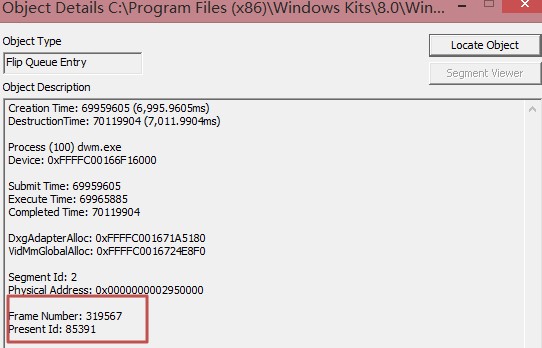 Object Details C:\Program Files (x86)\Windows Kits\8.0\Win...
Object Type
Locate Object
Flip Queue Entry
Segment Viewer
Object Description
Creation Time: 69959605 (6,995.9605ms)
DestructionTime: 70119904 (7,011.9904ms)
Process (100) dwm.exe
Device: 0xFFFFC00166F16000
Submit Time: 69959605
Execute Time: 69965885
Completed Time: 70119904
DxgAdapterAlloc: 0xFFFFC001671A5180
VidMmGlobalAlloc: 0xFFFFC0016724E8F0
Segment Id: 2
Physical Address: 0x0000000002950000
Frame Number: 319567
Present Id: 85391